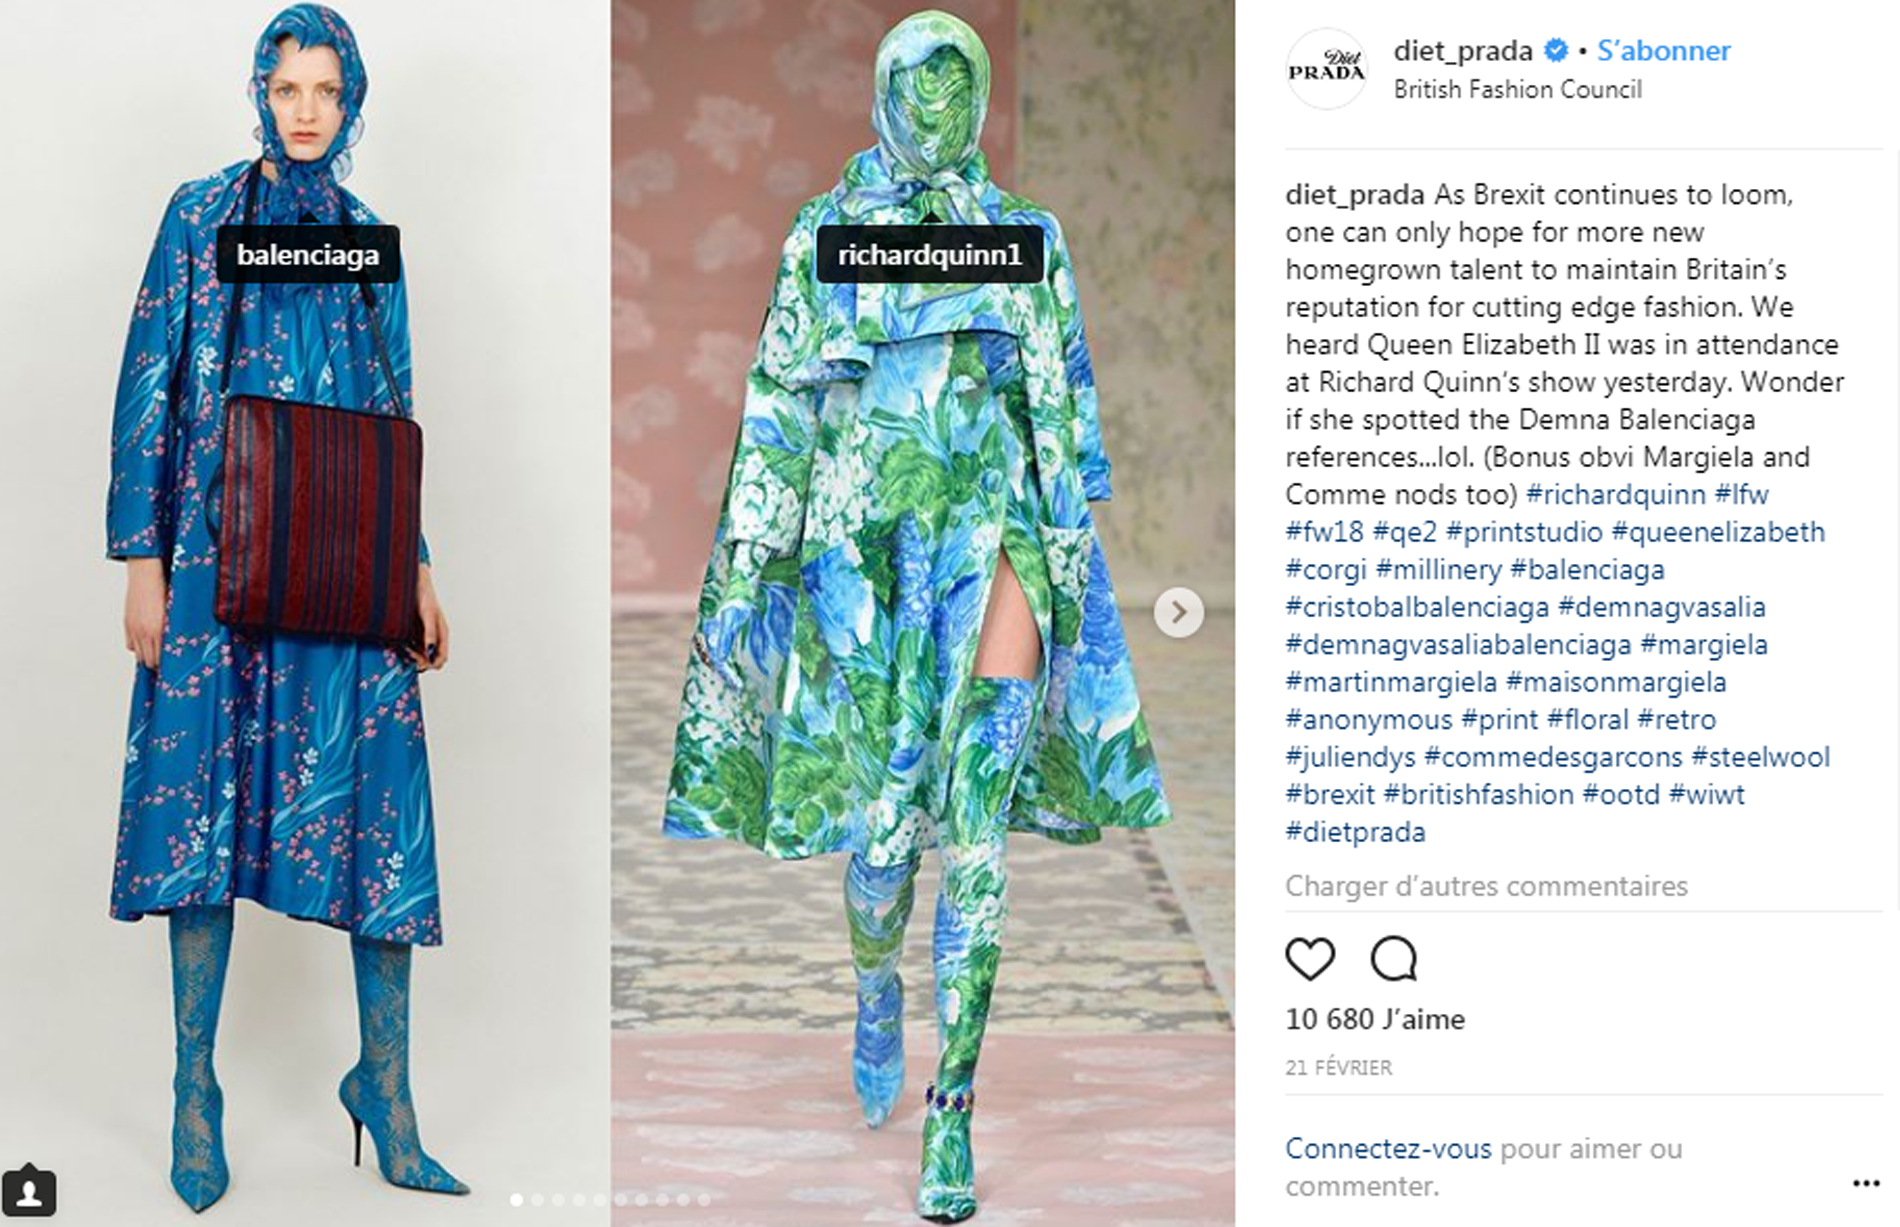 balenciaga
richardquinn1
Diet
PRADA
diet_prada • S'abonner
British Fashion Council
diet_prada As Brexit continues to loom,
one can only hope for more new
homegrown talent to maintain Britain's
reputation for cutting edge fashion. We
heard Queen Elizabeth II was in attendance
at Richard Quinn's show yesterday. Wonder
if she spotted the Demna Balenciaga
references...lol. (Bonus obvi Margiela and
Comme nods too) #richardquinn #lfw
#fw18 #qe2 #printstudio #queenelizabeth
#corgi #millinery #balenciaga
#cristobalbalenciaga #demnagvasalia
#demnagvasaliabalenciaga #margiela
#martinmargiela #maisonmargiela
#anonymous #print #floral #retro
#juliendys #commedesgarcons #steelwool
#brexit #britishfashion #ootd #wiwt
#dietprada
Charger d'autres commentaires
10 680 J'aime
21 FÉVRIER
Connectez-vous pour aimer ou
commenter.